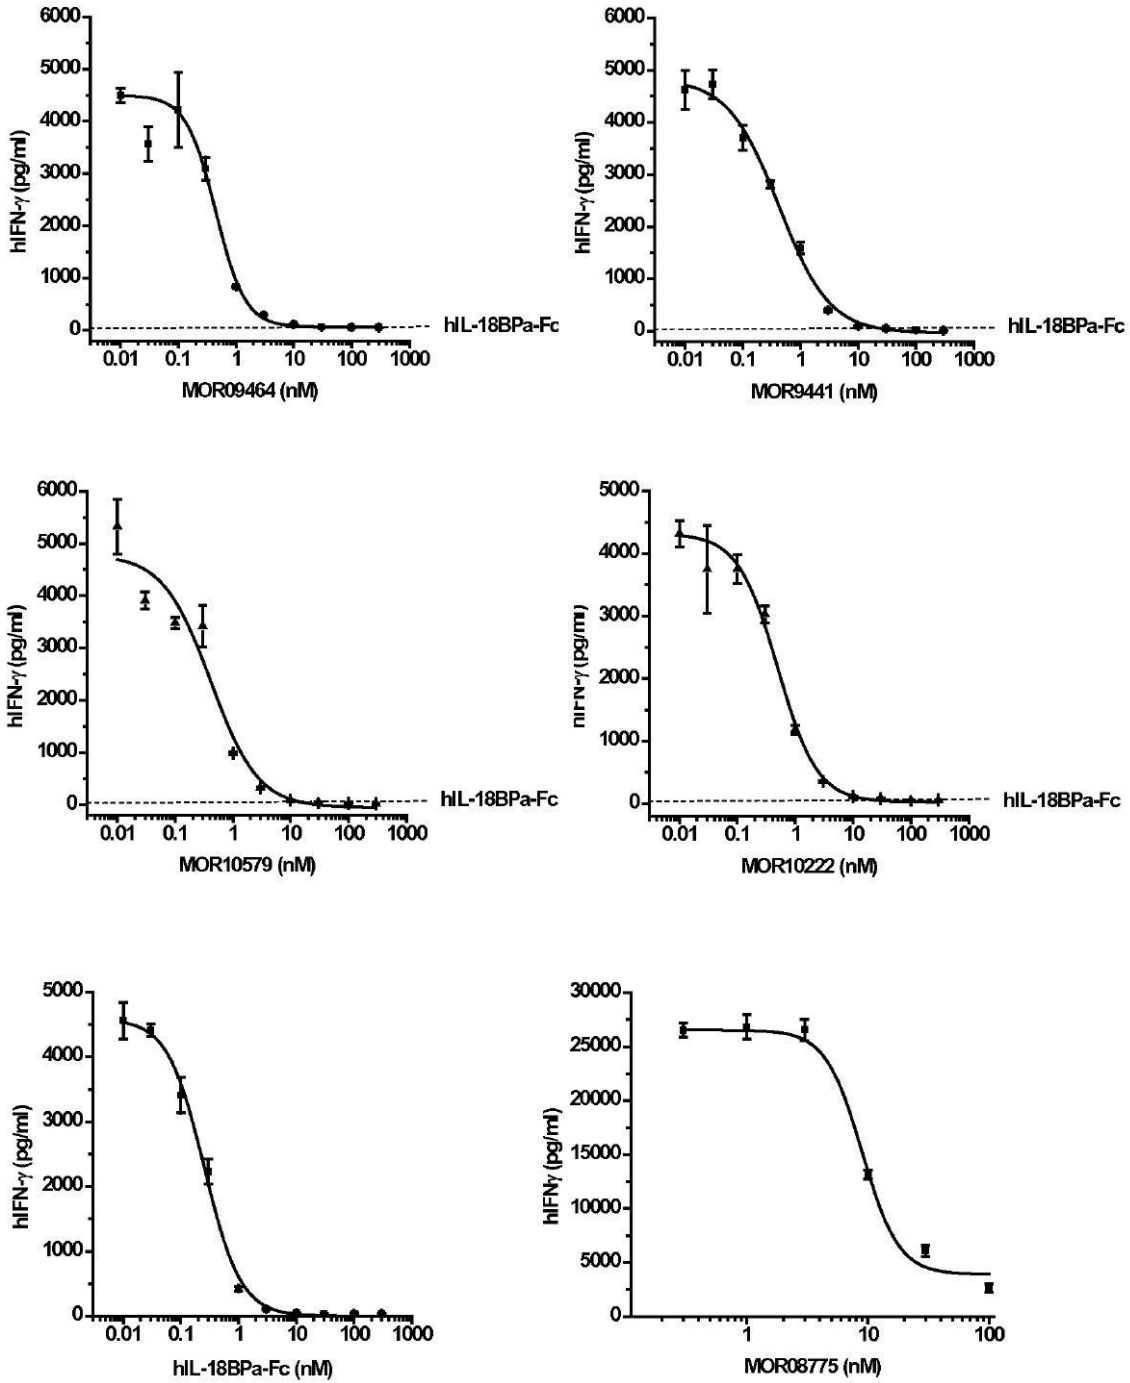 6000
5000
4000
3000
2000
1000
0
hIFN-γ (pg/ml)
0.01 0.1 1 10 100 1000
MOR09464 (nM)
hIL-18BPa-Fc
6000
5000
4000
3000
2000
1000
0
hIFN-γ (pg/ml)
0.01 0.1 1 10 100 1000
MOR9441 (nM)
hIL-18BPa-Fc
6000
5000
4000
3000
2000
1000
0
hIFN-γ (pg/ml)
0.01 0.1 1 10 100 1000
MOR10579 (nM)
hIL-18BPa-Fc
5000
4000
3000
2000
1000
0
hIFN-γ (pg/ml)
0.01 0.1 1 10 100 1000
MOR10222 (nM)
hIL-18BPa-Fc
5000
4000
3000
2000
1000
0
hIFN-γ (pg/ml)
0.01 0.1 1 10 100 1000
hIL-18BPa-Fc (nM)
30000
25000
20000
15000
10000
5000
0
hIFNγ (pg/ml)
1 10 100
MOR08775 (nM)